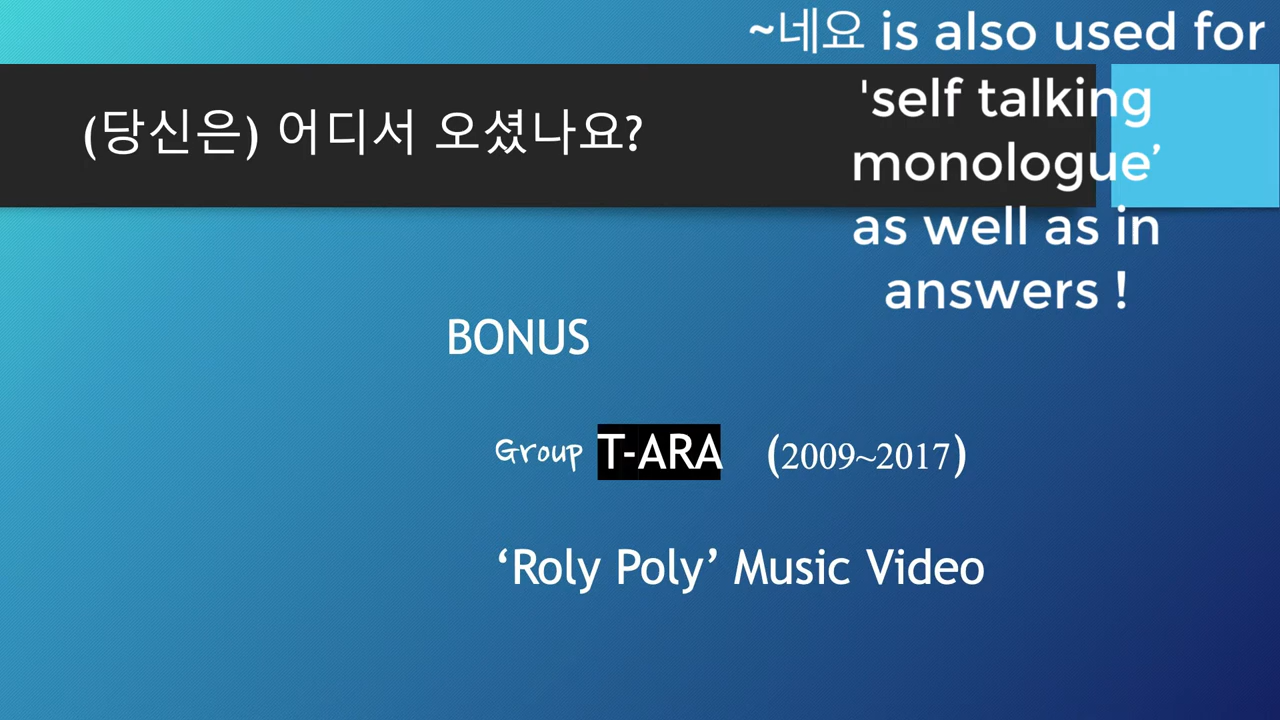 ~네요 is also used for
'self talking
monologue’
as well as in
answers !
(당신은) 어디서 오셨나요?
BONUS
Group T-ARA (2009~2017)
‘Roly Poly’ Music Video